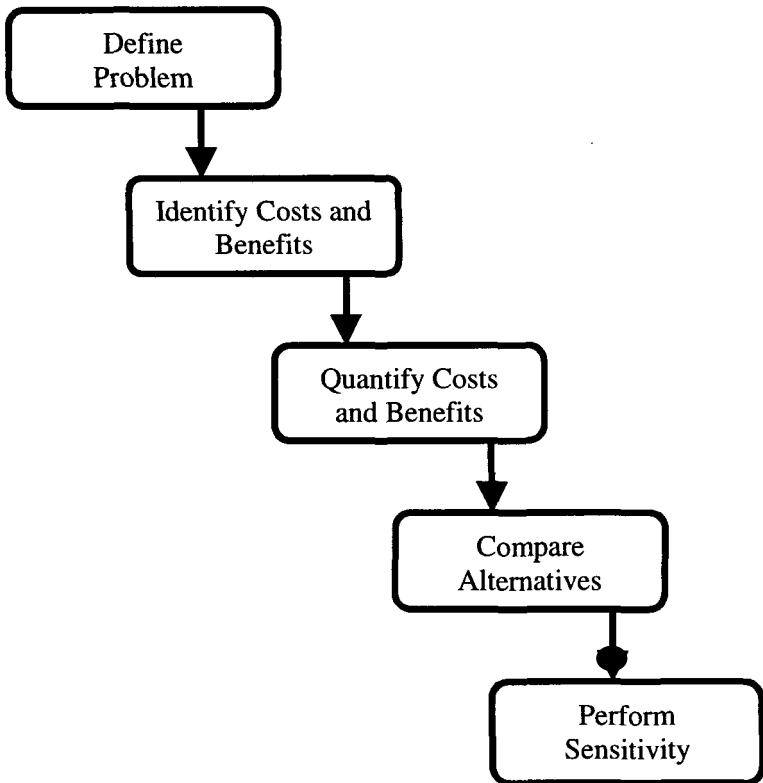 Define
Problem
Identify Costs and
Benefits
Quantify Costs
and Benefits
Compare
Alternatives
Perform
Sensitivity